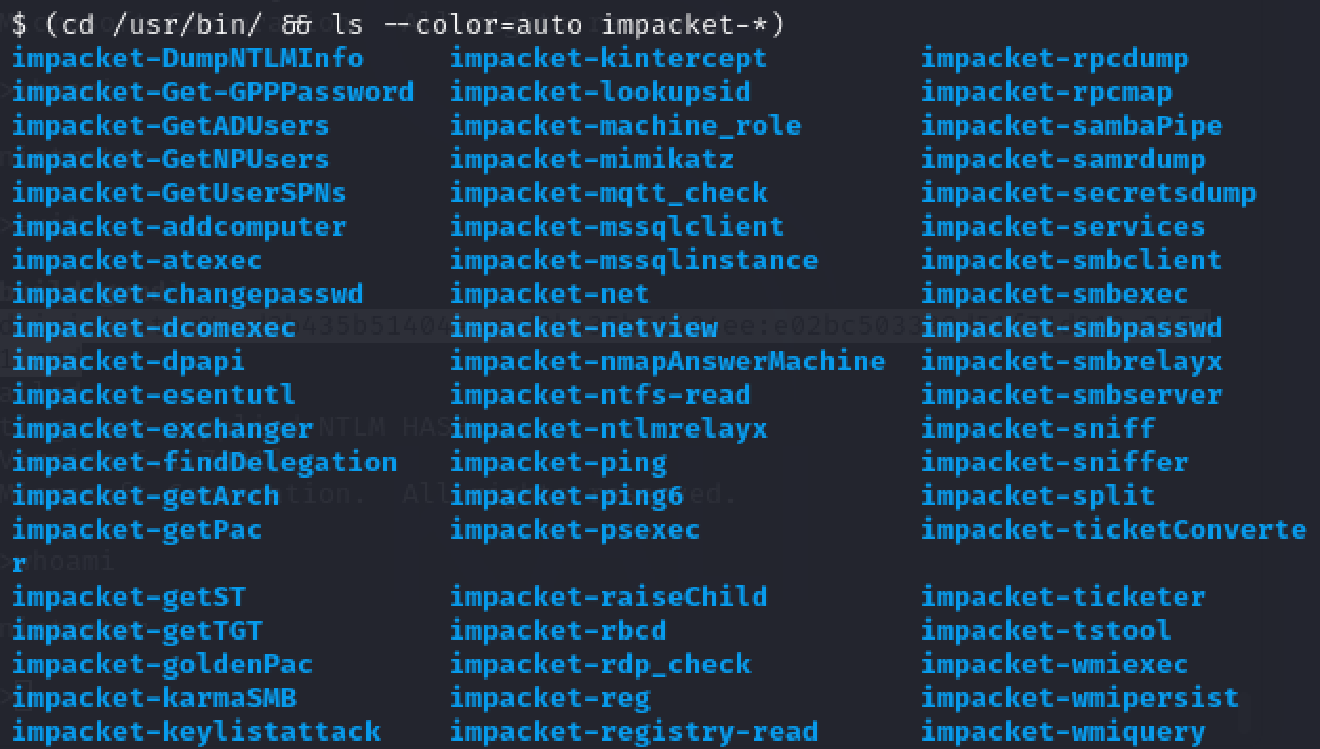 $ (cd /usr/bin/ && ls --color=auto impacket-*)
impacket-DumpNTLMInfo impacket-kintercept impacket-rpcdump
impacket-Get-GPPPassword impacket-lookupsid impacket-rpcmap
impacket-GetADUsers impacket-machine_role impacket-sambaPipe
impacket-GetNPUsers impacket-mimikatz impacket-samrdump
impacket-GetUserSPNs impacket-mqtt_check impacket-secretsdump
impacket-addcomputer impacket-mssqlclient impacket-services
impacket-atexec impacket-mssqlinstance impacket-smbclient
impacket-changepasswd impacket-net impacket-smbexec
impacket-dcomexec impacket-netview impacket-smbpasswd
impacket-dpapi impacket-nmapAnswerMachine impacket-smbrelayx
impacket-esentutl impacket-ntfs-read impacket-smbserver
impacket-exchanger impacket-ntlmrelayx impacket-sniff
impacket-findDelegation impacket-ping impacket-sniffer
impacket-getArch impacket-ping6 impacket-split
impacket-getPac impacket-psexec impacket-ticketConverte
r
impacket-getST impacket-raiseChild impacket-ticketer
impacket-getTGT impacket-rbcd impacket-tstool
impacket-goldenPac impacket-rdp_check impacket-wmiexec
impacket-karmaSMB impacket-reg impacket-wmipersist
impacket-keylistattack impacket-registry-read impacket-wmiquery